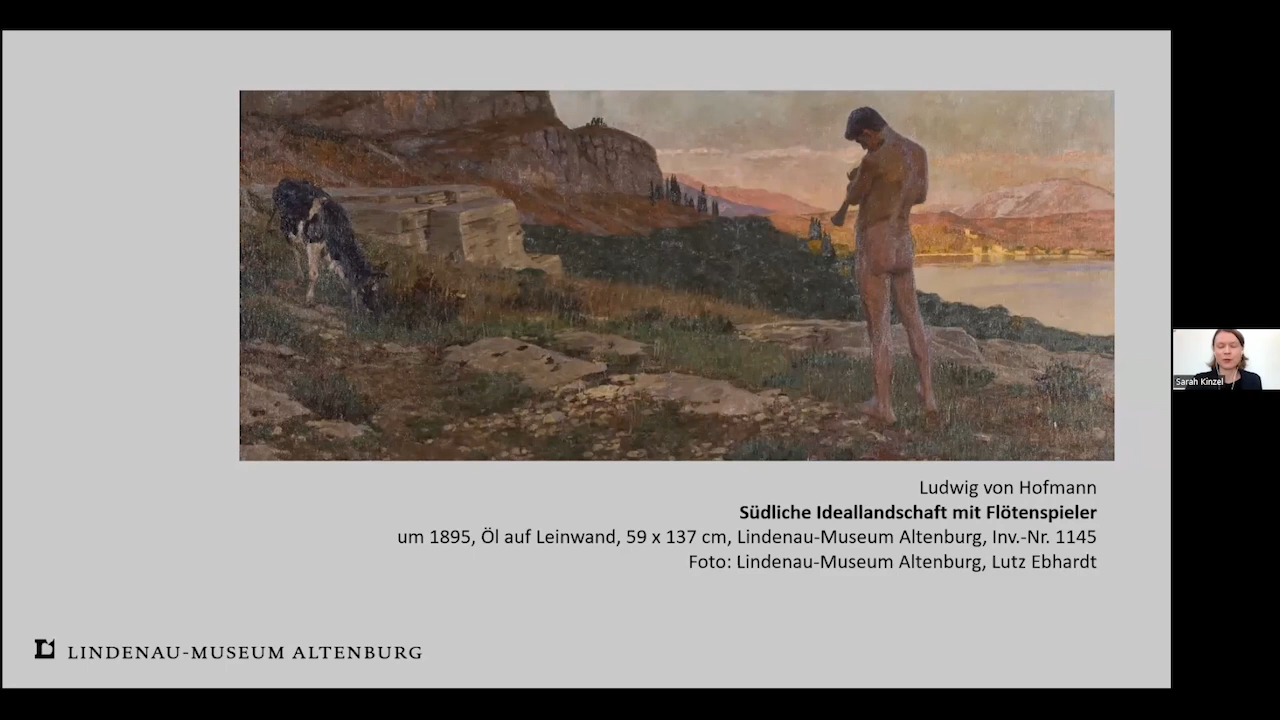 Ludwig von Hofmann
Südliche Ideallandschaft mit Flötenspieler
um 1895, Öl auf Leinwand, 59 x 137 cm, Lindenau-Museum Altenburg, Inv.-Nr. 1145
Foto: Lindenau-Museum Altenburg, Lutz Ebhardt
LINDENAU-MUSEUM ALTENBURG
Sarah Kinzel